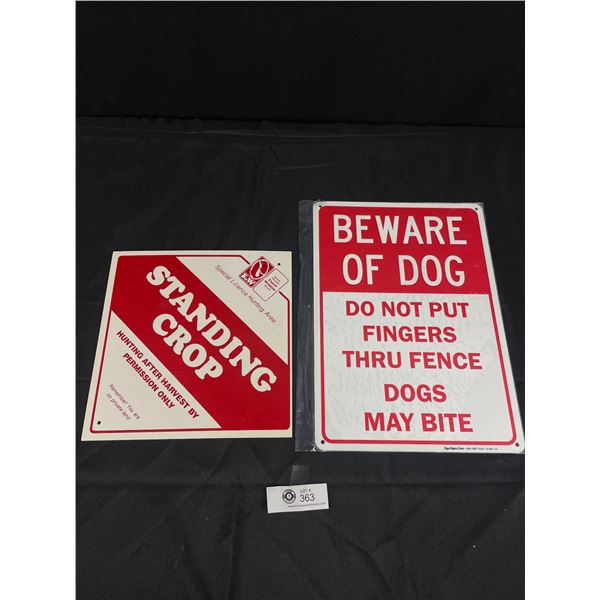 Special Licence Hunting Area
STANDING
CROP
HUNTING AFTER HARVEST BY
PERMISSION ONLY
Remember! You are
on private land
BEWARE
OF DOG
DO NOT PUT
FINGERS
THRU FENCE
DOGS
MAY BITE
LOT #
363